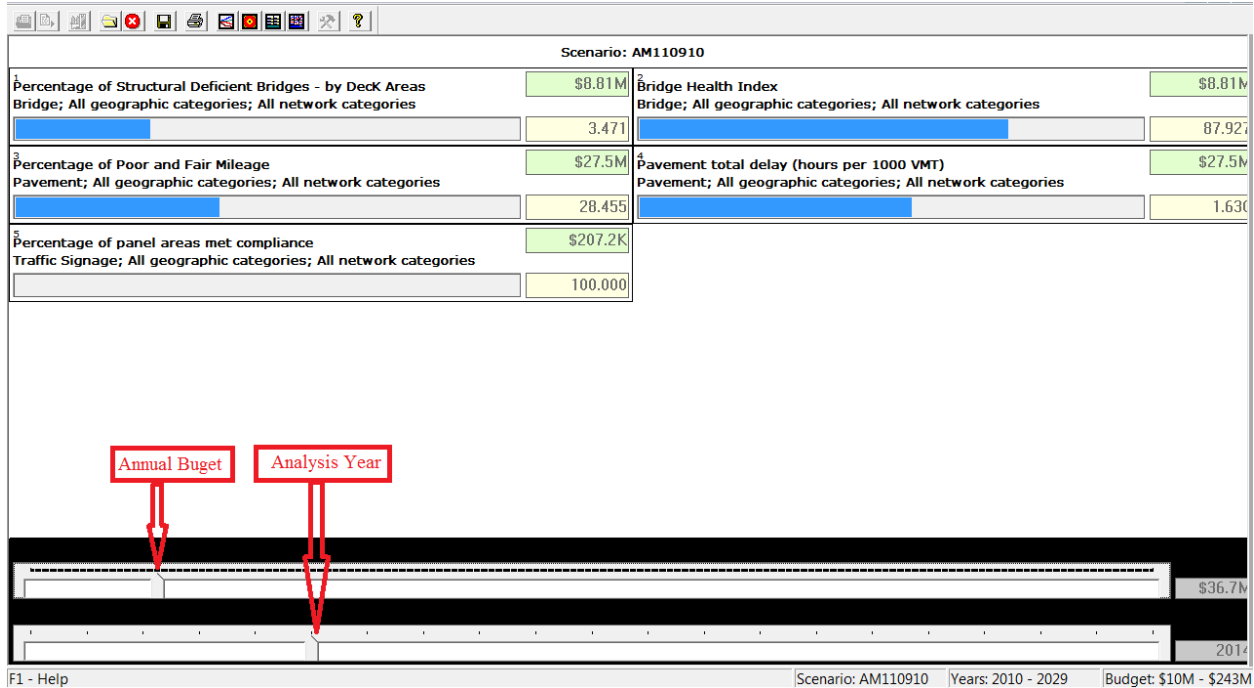 Scenario: AM110910
1
Percentage of Structural Deficient Bridges - by DecK Areas
Bridge; All geographic categories; All network categories
$8.81M
3.471
2
Bridge Health Index
Bridge; All geographic categories; All network categories
$8.81M
87.927
3
Percentage of Poor and Fair Mileage
Pavement; All geographic categories; All network categories
$27.5M
28.455
4
Pavement total delay (hours per 1000 VMT)
Pavement; All geographic categories; All network categories
$27.5M
1.630
5
Percentage of panel areas met compliance
Traffic Signage; All geographic categories; All network categories
$207.2K
100.000
Annual Buget
Analysis Year
$36.7M
2014
F1 - Help
Scenario: AM110910
Years: 2010 - 2029
Budget: $10M - $243M